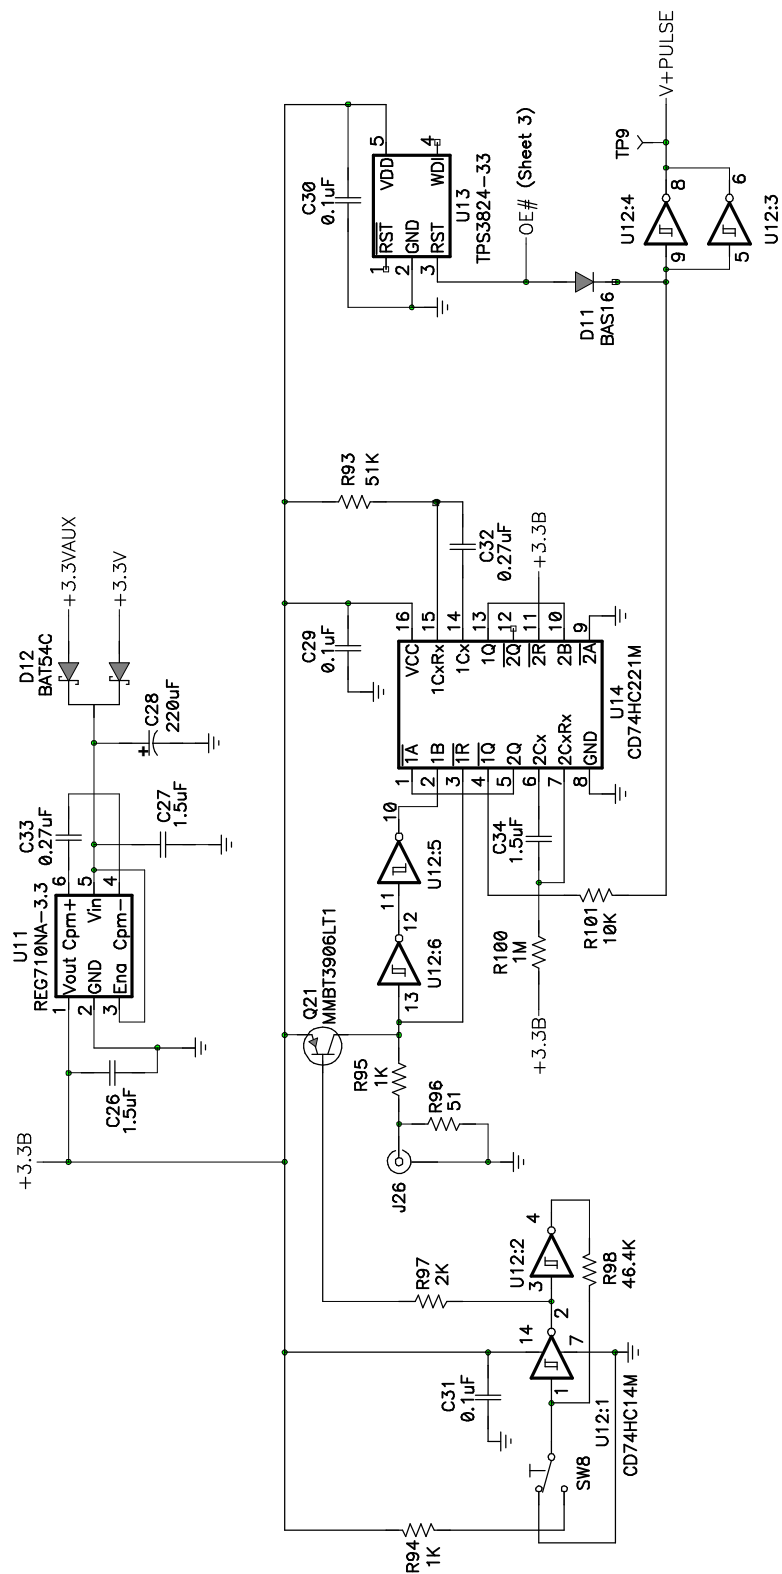 +3.3B
U11
REG710NA-3.3
1
Vout
Cpm+
6
2
GND
Vin
5
3
Ena
Cpm-
4
C26
1.5uF
C33
0.27uF
C27
1.5uF
C28
220uF
+
D12
BAT54C
+3.3VAUX
+3.3V
R94
1K
SW8
C31
0.1uF
U12:1
CD74HC14M
1
14
7
2
R97
2K
3
U12:2
4
R98
46.4K
J26
R96
51
R95
1K
Q21
MMBT3906LT1
13
U12:6
12
11
U12:5
10
+3.3B
R100
1M
C34
1.5uF
R101
10K
1
1A
2
1B
3
1R
4
1Q
5
2Q
6
2Cx
7
2CxRx
8
GND
VCC
16
1CxRx
15
1Cx
14
1Q
13
2Q
12
2R
11
2B
10
2A
9
U14
CD74HC221M
C29
0.1uF
R93
51K
C32
0.27uF
+3.3B
C30
0.1uF
1
RST
2
GND
3
RST
VDD
5
WDI
4
U13
TPS3824-33
OE# (Sheet 3)
D11
BAS16
9
U12:4
8
5
U12:3
6
TP9
V+PULSE